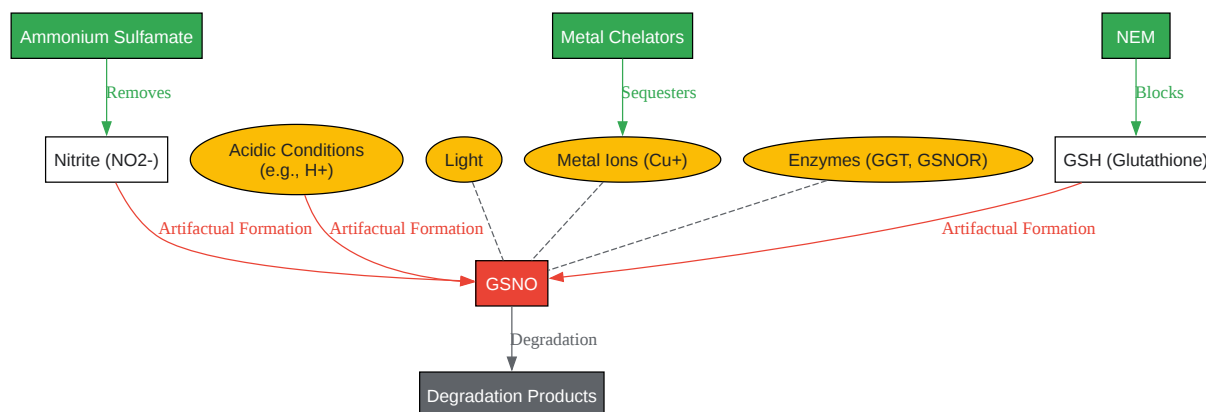 Ammonium Sulfamate
Metal Chelators
NEM
Removes
Sequesters
Blocks
Nitrite (NO2-)
Acidic Conditions
(e.g., H+)
Light
Metal Ions (Cu+)
Enzymes (GGT, GSNOR)
GSH (Glutathione)
Artifactual Formation
Artifactual Formation
Artifactual Formation
GSNO
Degradation
Degradation Products